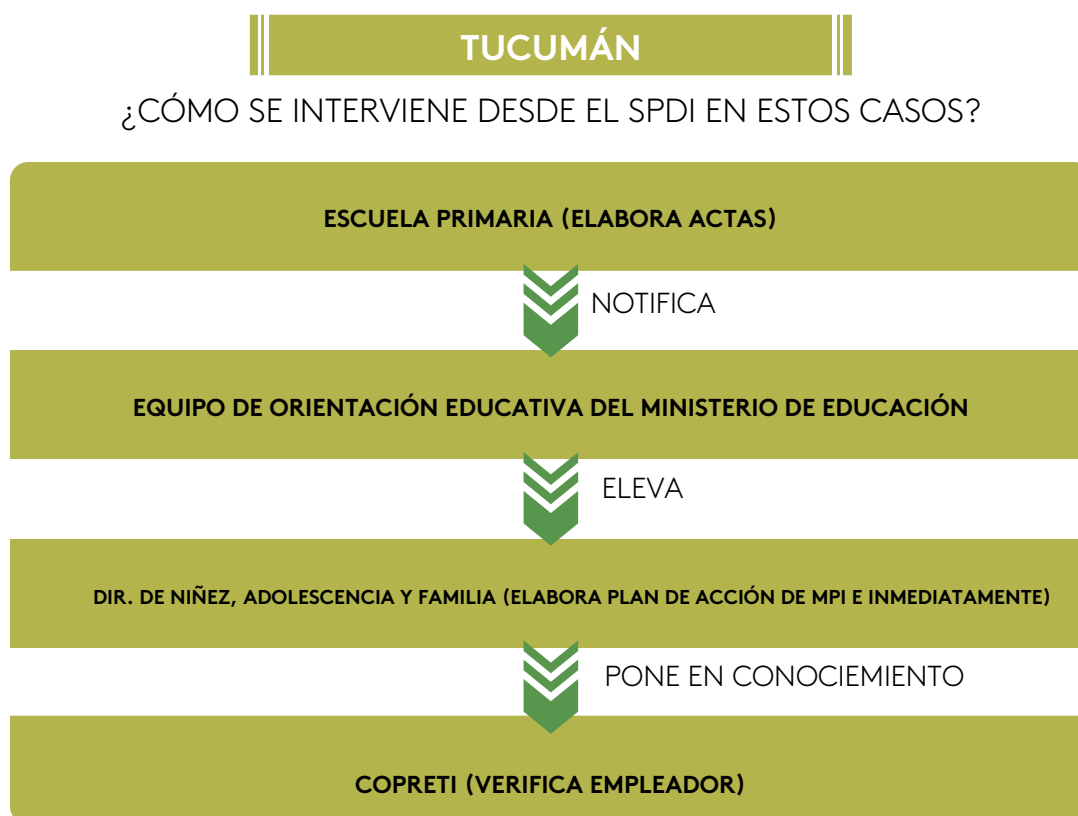 TUCUMÁN
¿CÓMO SE INTERVIENE DESDE EL SPDI EN ESTOS CASOS?
ESCUELA PRIMARIA (ELABORA ACTAS)
NOTIFICA
EQUIPO DE ORIENTACIÓN EDUCATIVA DEL MINISTERIO DE EDUCACIÓN
ELEVA
DIR. DE NIÑEZ, ADOLESCENCIA Y FAMILIA (ELABORA PLAN DE ACCIÓN DE MPI E INMEDIATAMENTE)
PONE EN CONOCIEMIENTO
COPRETI (VERIFICA EMPLEADOR)